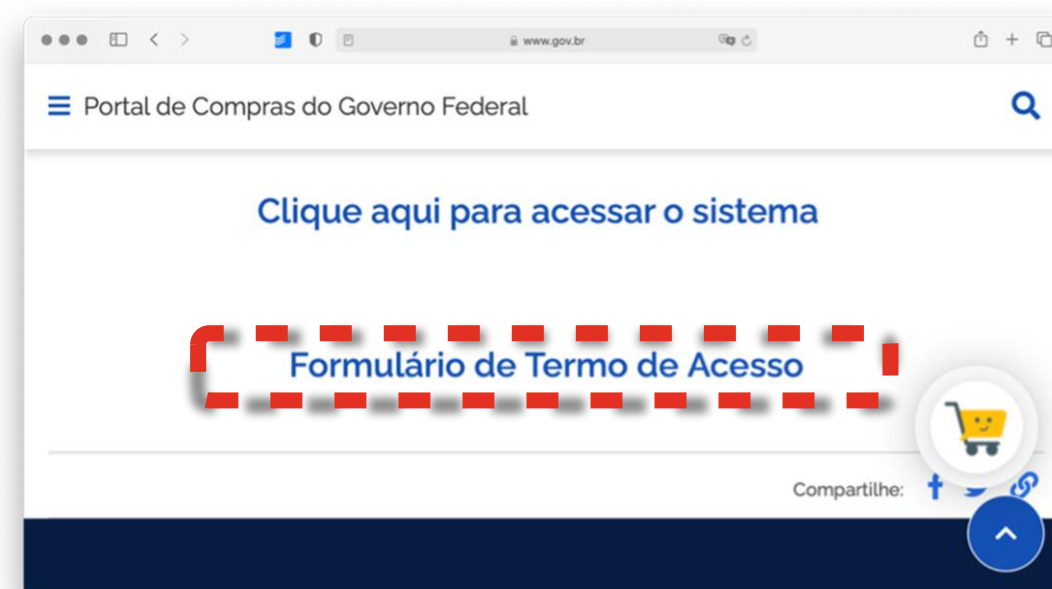 www.gov.br
Portal de Compras do Governo Federal
Clique aqui para acessar o sistema
Formulário de Termo de Acesso
Compartilhe: